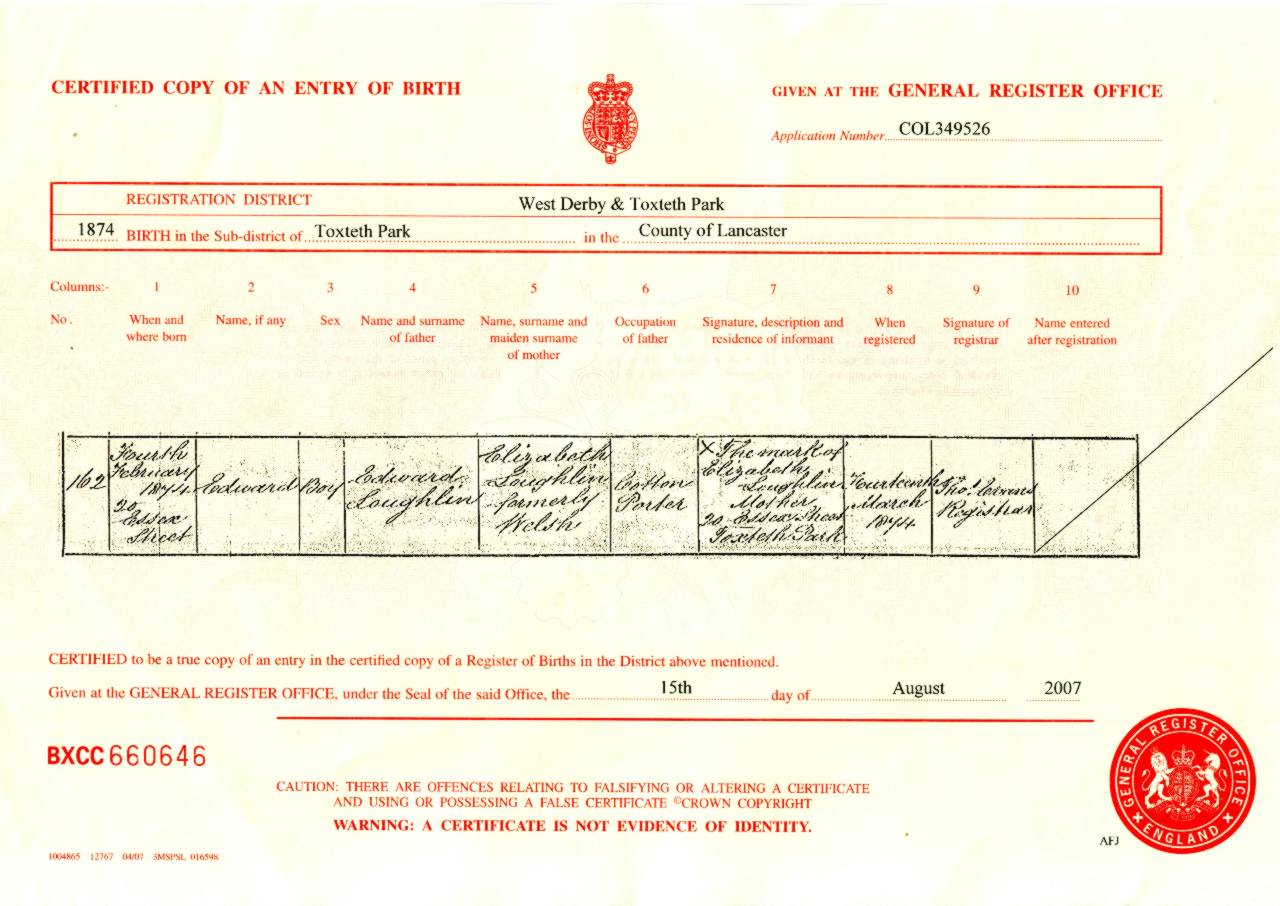 CERTIFIED COPY OF AN ENTRY OF BIRTH
GIVEN AT THE GENERAL REGISTER OFFICE
Application Number COL349526
REGISTRATION DISTRICT West Derby & Toxteth Park
1874 BIRTH in the Sub-district of Toxteth Park in the County of Lancaster
Columns:- 1 2 3 4 5 6 7 8 9 10
No. When and where born
Name, if any
Sex
Name and surname of father
Name, surname and maiden surname of mother
Occupation of father
Signature, description and residence of informant
When registered
Signature of registrar
Name entered after registration
162
Fourth
February
1874
20
Essex
Street
Edward
Boy
Edward
Loughlin
Elizabeth
Loughlin
formerly
Welsh
Cotton
Porter
X The mark of
Elizabeth
Loughlin
Mother
20 Essex Street
Toxteth Park
Fourteenth
March
1874
Thos. Evans
Registrar
CERTIFIED to be a true copy of an entry in the certified copy of a Register of Births in the District above mentioned.
Given at the GENERAL REGISTER OFFICE, under the Seal of the said Office, the 15th day of August 2007
BXCC 660646
CAUTION: THERE ARE OFFENCES RELATING TO FALSIFYING OR ALTERING A CERTIFICATE
AND USING OR POSSESSING A FALSE CERTIFICATE ©CROWN COPYRIGHT
WARNING: A CERTIFICATE IS NOT EVIDENCE OF IDENTITY.
GENERAL REGISTER OFFICE
ENGLAND
AFJ
1004865 12767 04/07 3MSPSL 016598